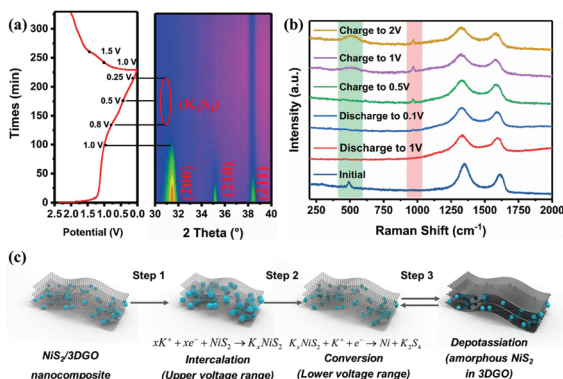 (a)
Times (min)
300
250
200
150
100
50
0
1.5 V
1.0 V
0.25 V
0.5 V
0.8 V
1.0 V
2.5 2.0 1.5 1.0 0.5 0.0
Potential (V)
(K₂S₄)
(200)
(210)
(211)
30 32 34 36 38 40
2 Theta (°)
(b)
Intensity (a.u.)
Charge to 2V
Charge to 1V
Charge to 0.5V
Discharge to 0.1V
Discharge to 1V
Initial
250 500 750 1000 1250 1500 1750 2000
Raman Shift (cm⁻¹)
(c)
Step 1
Step 2
Step 3
NiS₂/3DGO
nanocomposite
xK⁺ + xe⁻ + NiS₂ → KₓNiS₂
Intercalation
(Upper voltage range)
KₓNiS₂ + K⁺ + e⁻ → Ni + K₂S₄
Conversion
(Lower voltage range)
Depotassiation
(amorphous NiS₂
in 3DGO)